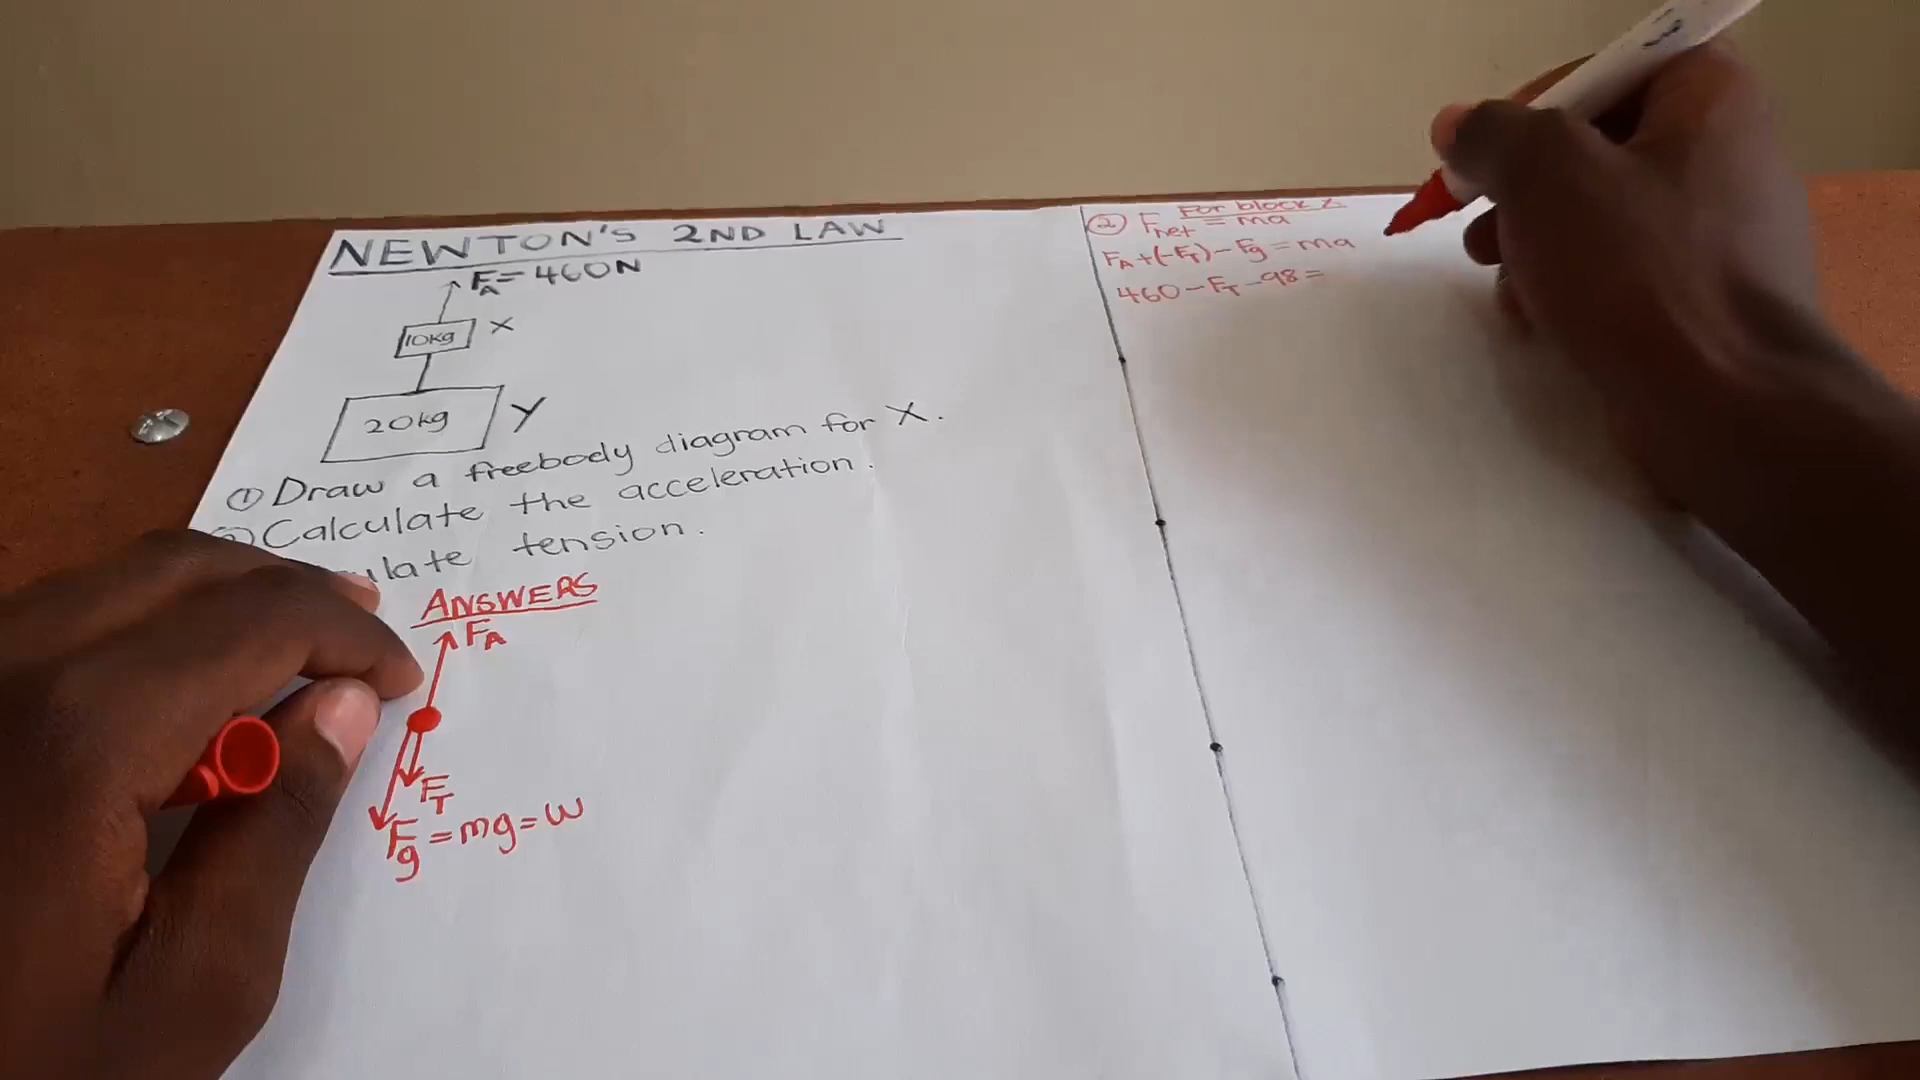 NEWTON'S 2ND LAW
FA=460N
10kg X
20kg Y
① Draw a freebody diagram for X.
Calculate the acceleration.
ulate tension.
ANSWERS
FA
FT
Fg=mg=W
For block X
② Fnet = ma
FA+(-FT)-Fg=ma
460-FT-98=